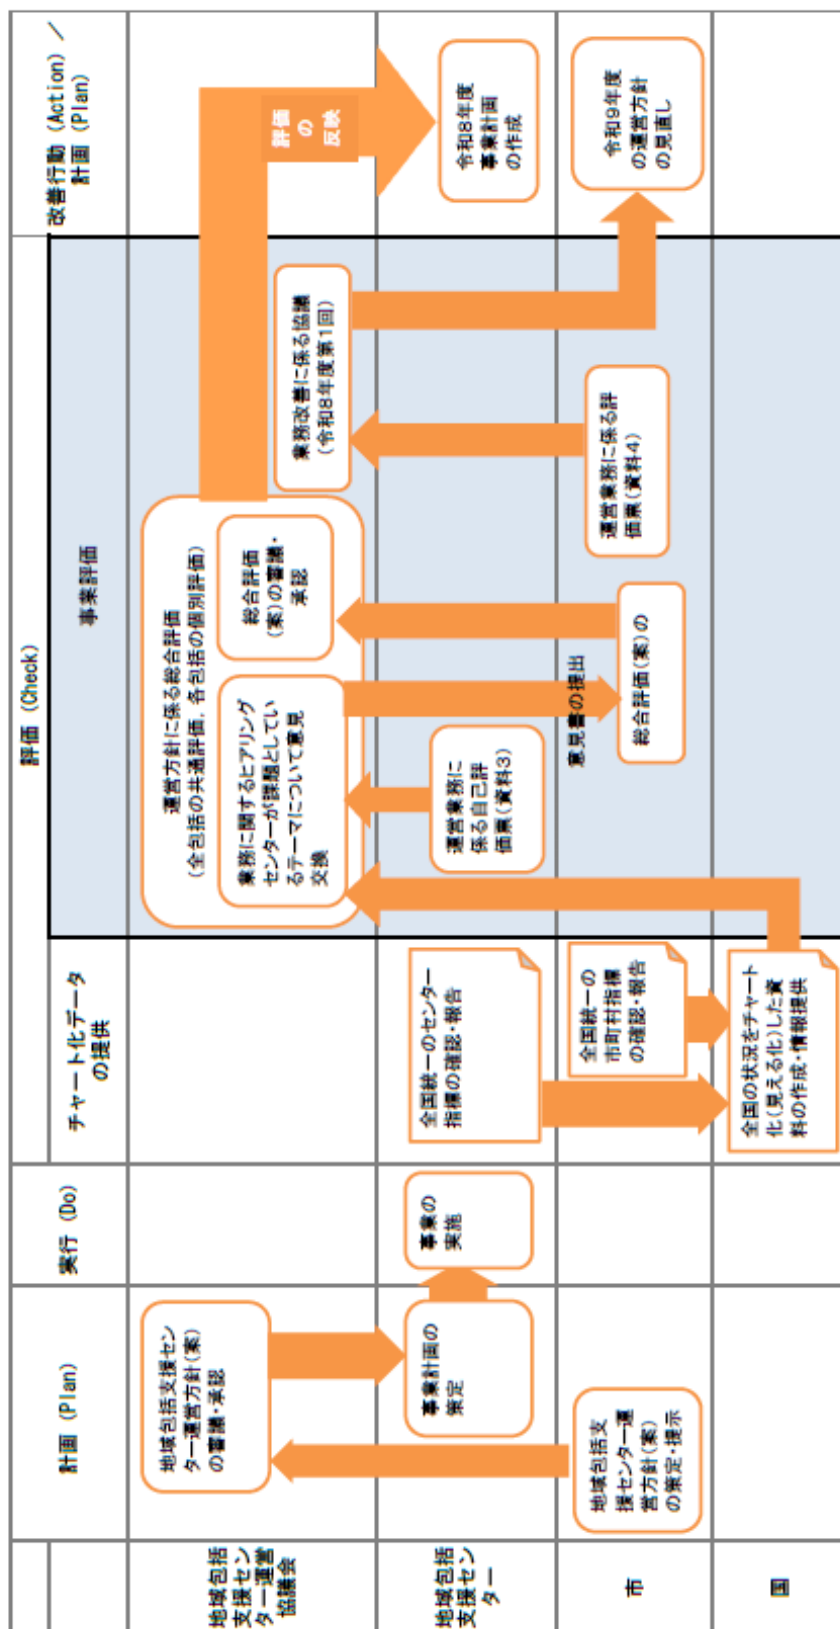 計画 (Plan)
実行 (Do)
評価 (Check)
改善行動 (Action) /
計画 (Plan)
チャート化データ
の提供
事業評価
地域包括
支援セン
ター運営
協議会
地域包括支援セン
ター運営方針(案)
の審議・承認
運営方針に係る総合評価
(全包括の共通評価, 各包括の個別評価)
業務に関するヒアリング
センターが課題としてい
るテーマについて意見
交換
総合評価
(案)の審議・
承認
業務改善に係る協議
(令和8年度第1回)
評価
の
反映
地域包括
支援セン
ター
事業計画の
策定
事業の
実施
全国統一のセンター
指標の確認・報告
運営業務に
係る自己評
価票(資料3)
令和8年度
事業計画
の作成
市
地域包括支
援センター運
営方針(案)
の策定・提示
全国統一の
市町村指標
の確認・報告
意見書の提出
総合評価(案)の
運営業務に係る評
価票(資料4)
令和9年度
の運営方針
の見直し
国
全国の状況をチャート
化(見える化)した資
料の作成・情報提供